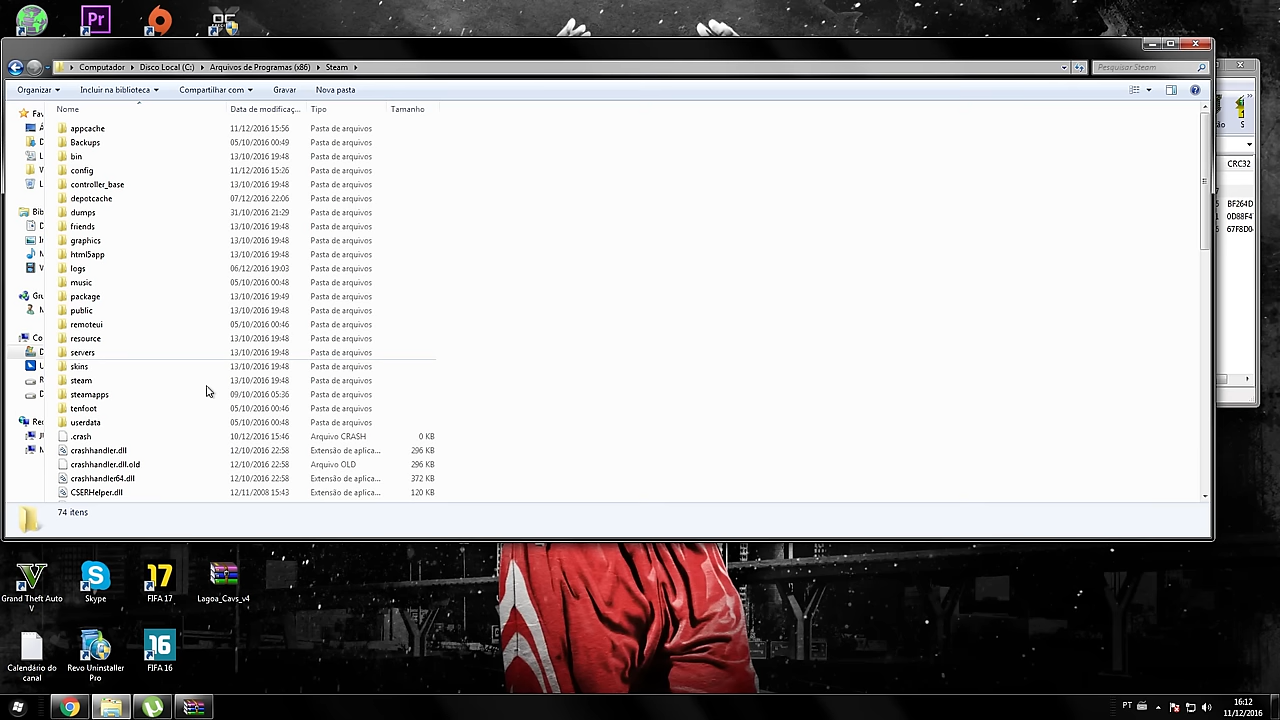 Pr
Computador
Disco Local (C:)
Arquivos de Programas (x86)
Steam
Pesquisar Steam
Organizar
Incluir na biblioteca
Compartilhar com
Gravar
Nova pasta
Nome
Data de modificaç...
Tipo
Tamanho
appcache 11/12/2016 15:56 Pasta de arquivos
Backups 05/10/2016 00:49 Pasta de arquivos
bin 13/10/2016 19:48 Pasta de arquivos
config 11/12/2016 15:26 Pasta de arquivos
controller_base 13/10/2016 19:48 Pasta de arquivos
depotcache 07/12/2016 22:06 Pasta de arquivos
dumps 31/10/2016 21:29 Pasta de arquivos
friends 13/10/2016 19:48 Pasta de arquivos
graphics 13/10/2016 19:48 Pasta de arquivos
html5app 13/10/2016 19:48 Pasta de arquivos
logs 06/12/2016 19:03 Pasta de arquivos
music 05/10/2016 00:48 Pasta de arquivos
package 13/10/2016 19:49 Pasta de arquivos
public 13/10/2016 19:48 Pasta de arquivos
remoteui 05/10/2016 00:46 Pasta de arquivos
resource 13/10/2016 19:48 Pasta de arquivos
servers 13/10/2016 19:48 Pasta de arquivos
skins 13/10/2016 19:48 Pasta de arquivos
steam 13/10/2016 19:48 Pasta de arquivos
steamapps 09/10/2016 05:36 Pasta de arquivos
tenfoot 05/10/2016 00:46 Pasta de arquivos
userdata 05/10/2016 00:48 Pasta de arquivos
.crash 10/12/2016 15:46 Arquivo CRASH 0 KB
crashhandler.dll 12/10/2016 22:58 Extensão de aplica... 296 KB
crashhandler.dll.old 12/10/2016 22:58 Arquivo OLD 296 KB
crashhandler64.dll 12/10/2016 22:58 Extensão de aplica... 372 KB
CSERHelper.dll 12/11/2008 15:43 Extensão de aplica... 120 KB
74 itens
Fav
Bib
Gru
Co
Rec
CRC32
BF264D
0D88F4
67F8D0
Grand Theft Auto
V
Skype
17
FIFA 17
Lagoa_Cavs_v4
Calendário do
canal
Revo Uninstaller
Pro
16
FIFA 16
PT
16:12
11/12/2016